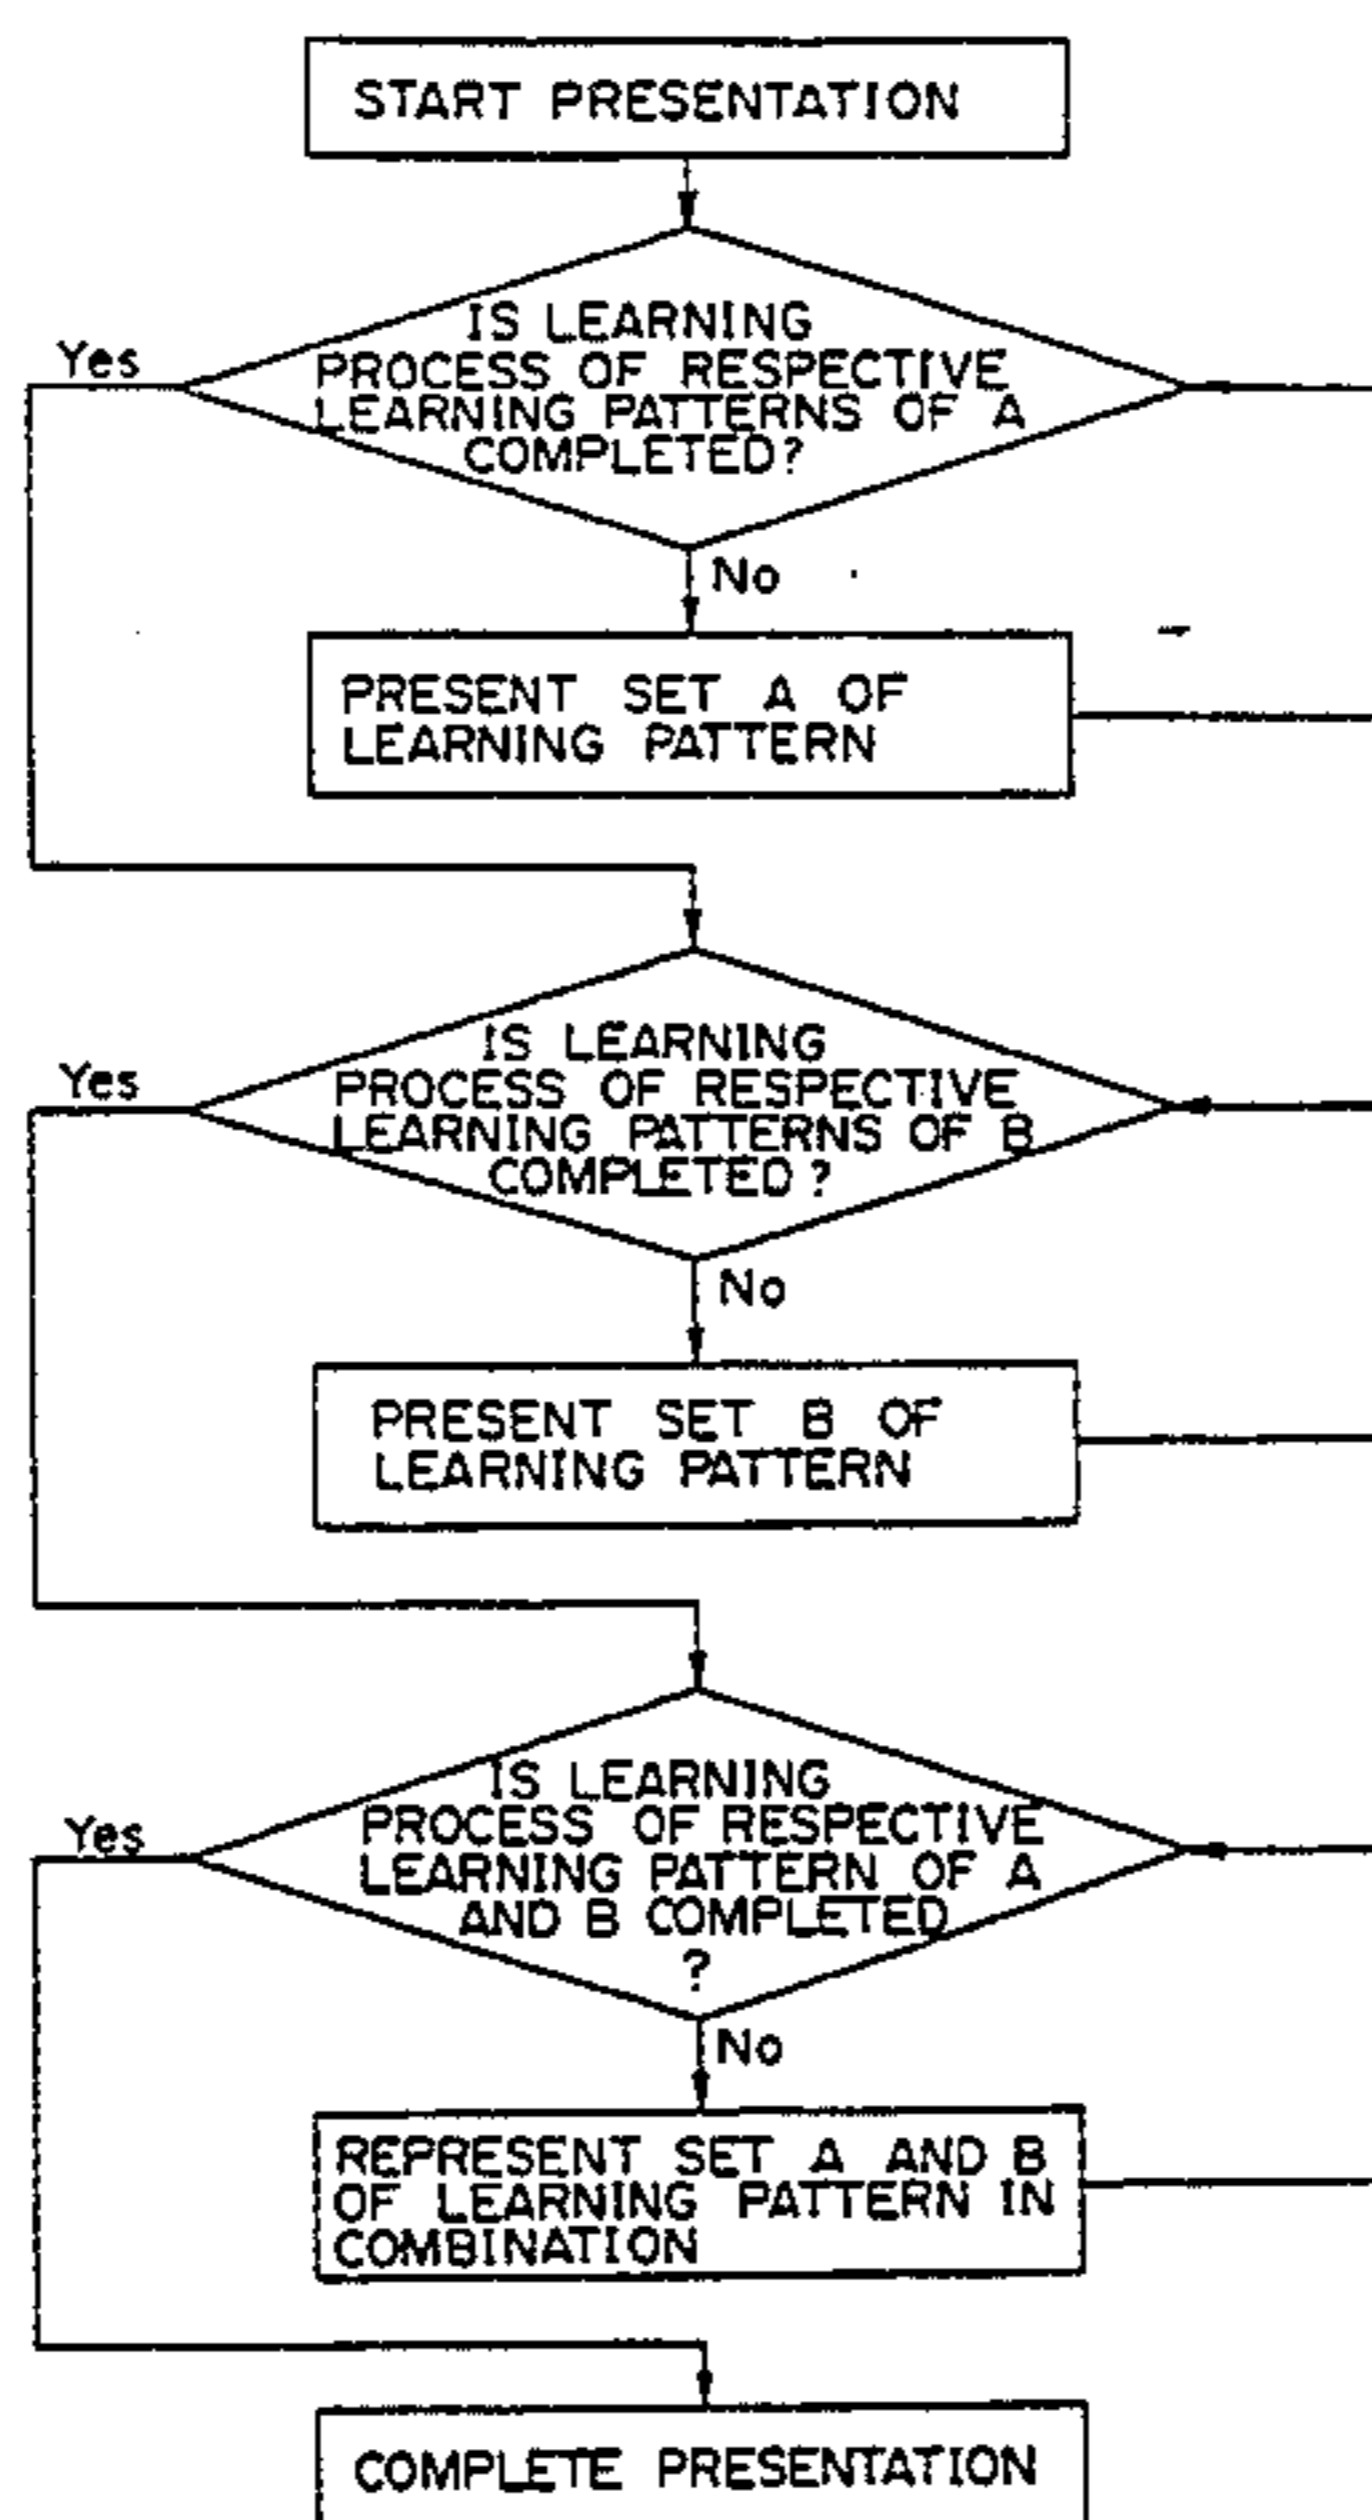 START PRESENTATION
IS LEARNING
PROCESS OF RESPECTIVE
LEARNING PATTERNS OF A
COMPLETED?
Yes
No
PRESENT SET A OF
LEARNING PATTERN
IS LEARNING
PROCESS OF RESPECTIVE
LEARNING PATTERNS OF B
COMPLETED?
Yes
No
PRESENT SET B OF
LEARNING PATTERN
IS LEARNING
PROCESS OF RESPECTIVE
LEARNING PATTERN OF A
AND B COMPLETED
?
Yes
No
REPRESENT SET A AND B
OF LEARNING PATTERN IN
COMBINATION
COMPLETE PRESENTATION